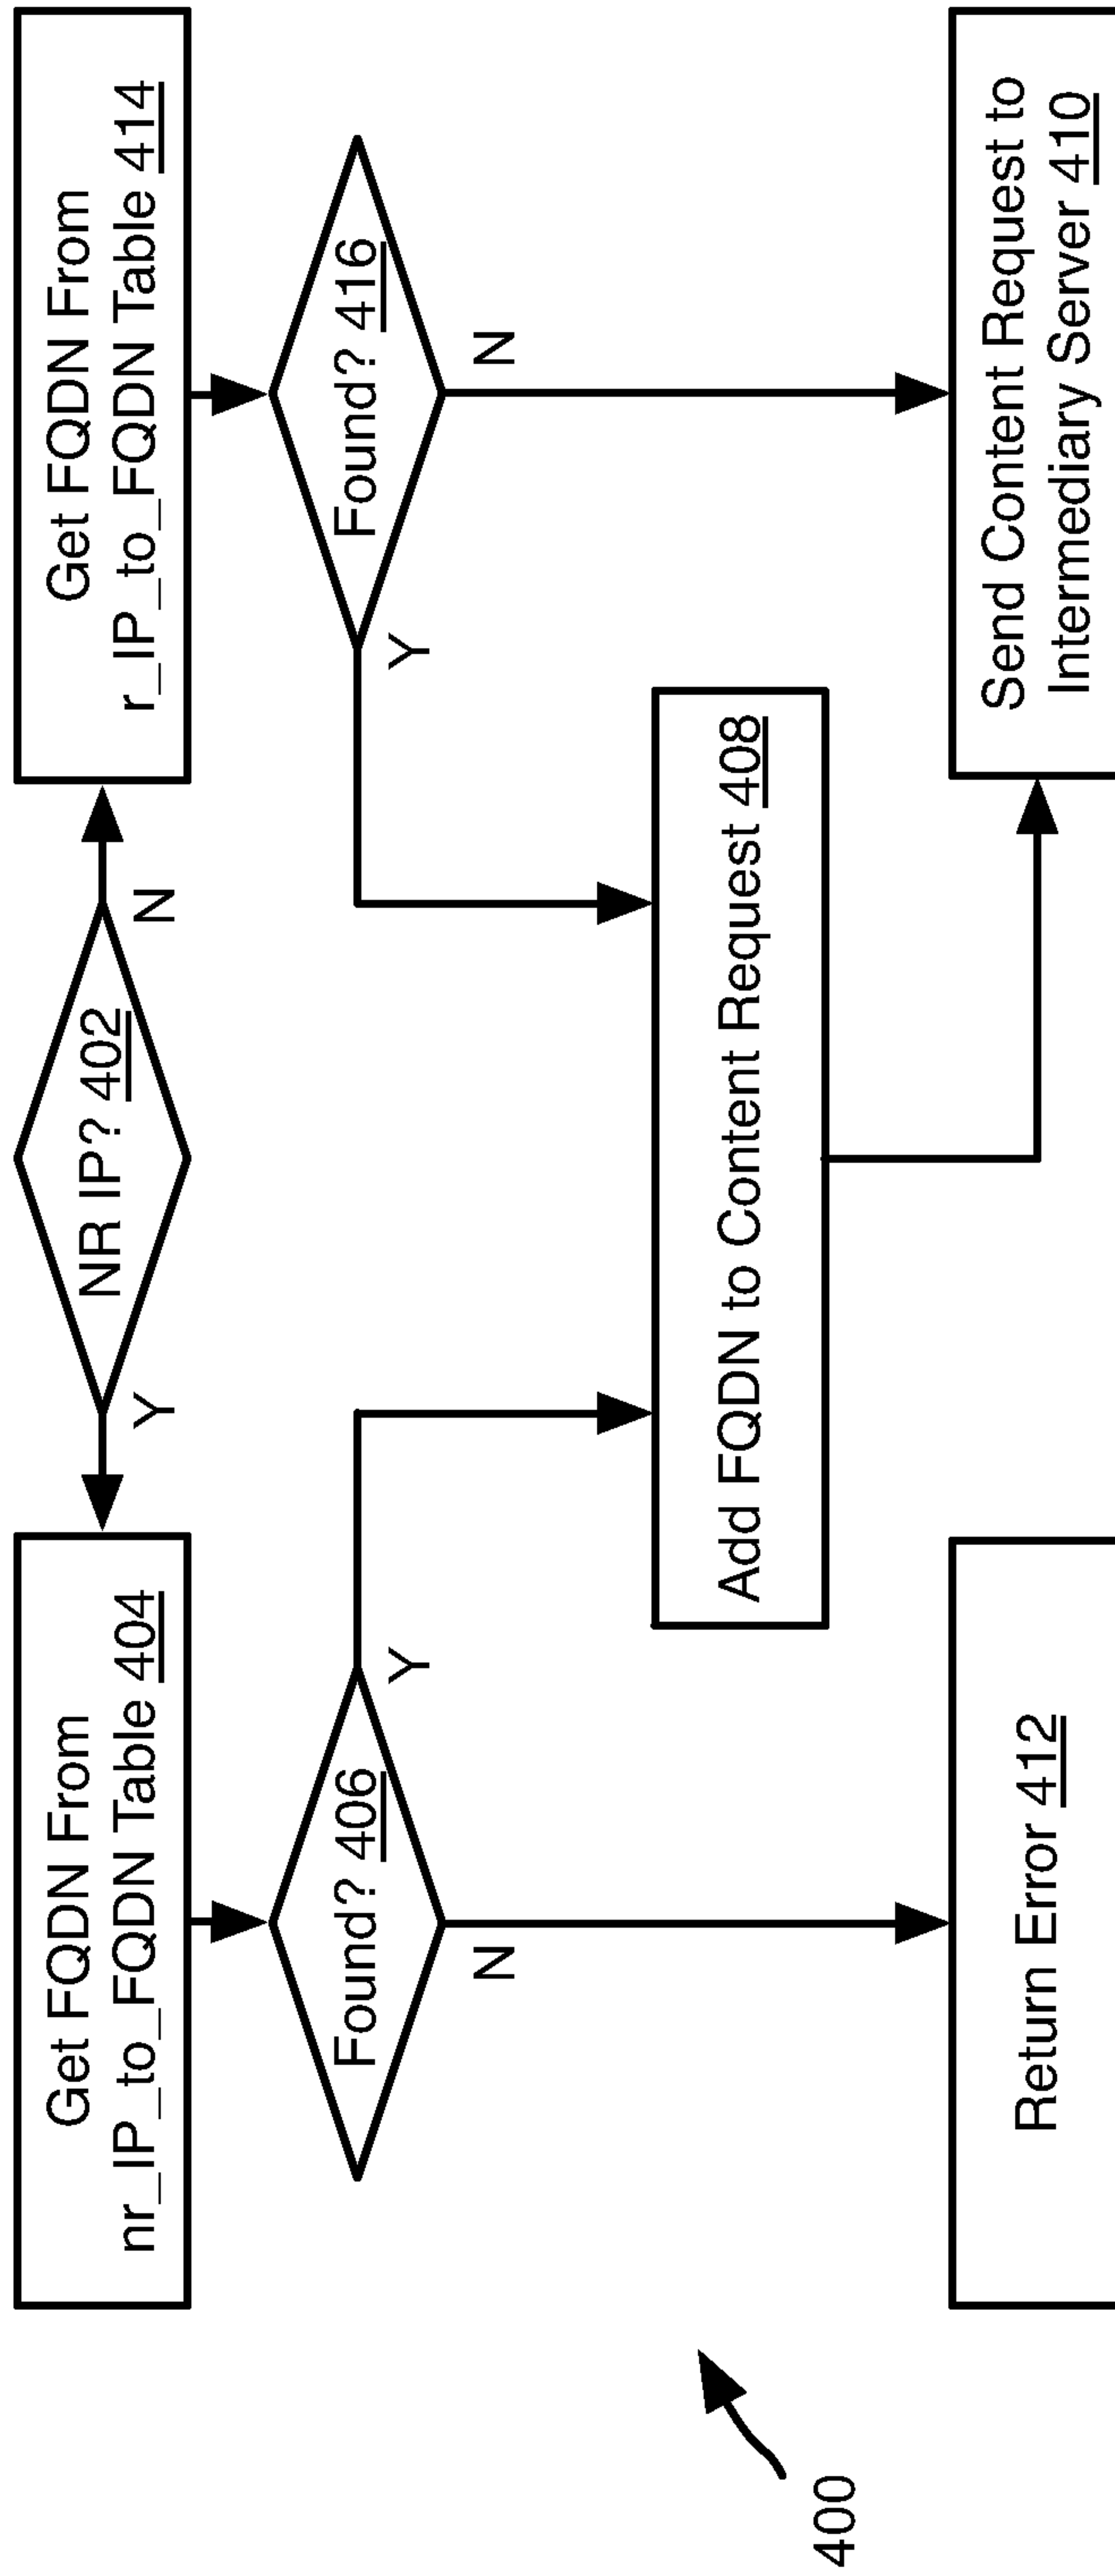 Get FQDN From
nr_IP_to_FQDN Table 404
Y
NR IP? 402
N
Get FQDN From
r_IP_to_FQDN Table 414
Found? 406
Y
N
Y
Found? 416
N
Add FQDN to Content Request 408
Return Error 412
Send Content Request to
Intermediary Server 410
400